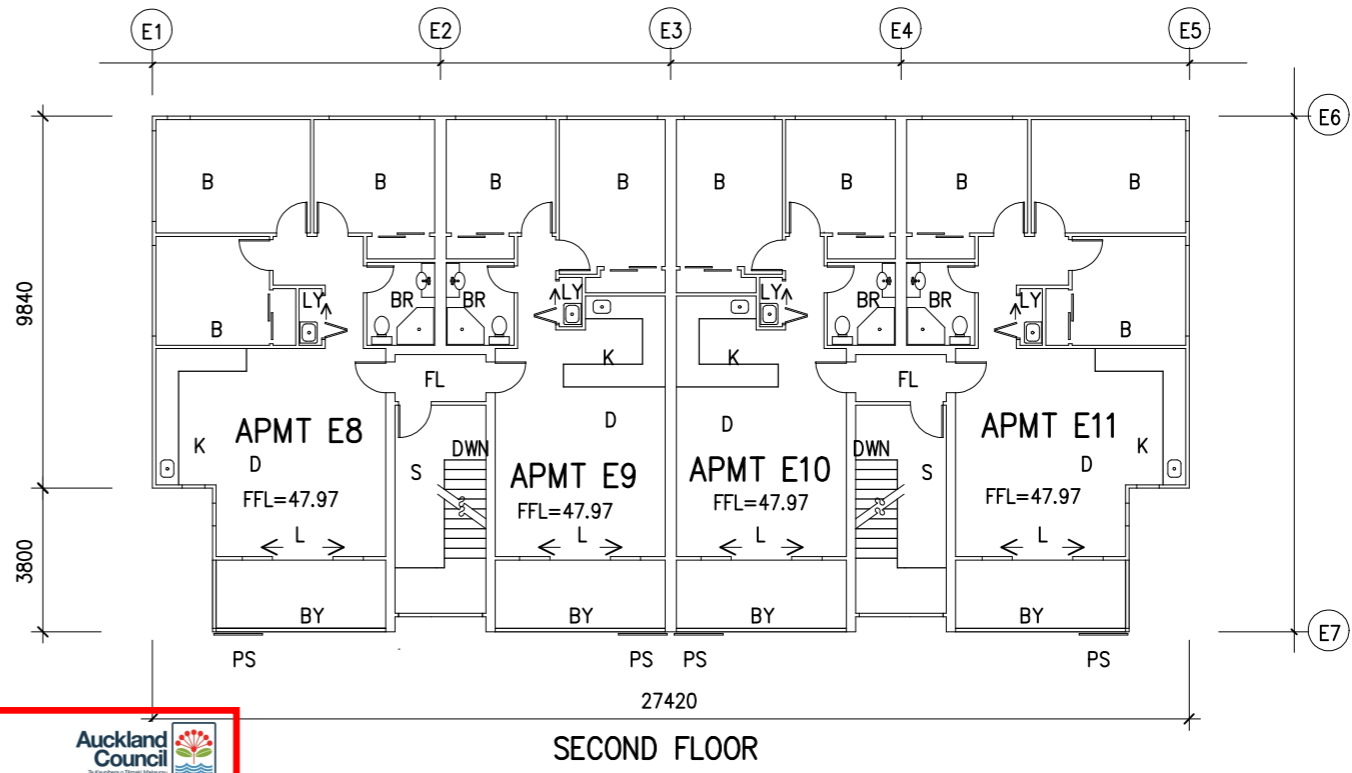 E1 E2 E3 E4 E5
E6
B B B B B B B B
9840
LY BR BR LY LY BR BR LY
B B
K K
FL FL
APMT E8 D D APMT E11
K DWN DWN K
D APMT E9 APMT E10 D
S S
FFL=47.97 FFL=47.97 FFL=47.97 FFL=47.97
L L L L
3800
BY BY BY BY
E7
PS PS PS PS
27420
Auckland
Council
SECOND FLOOR